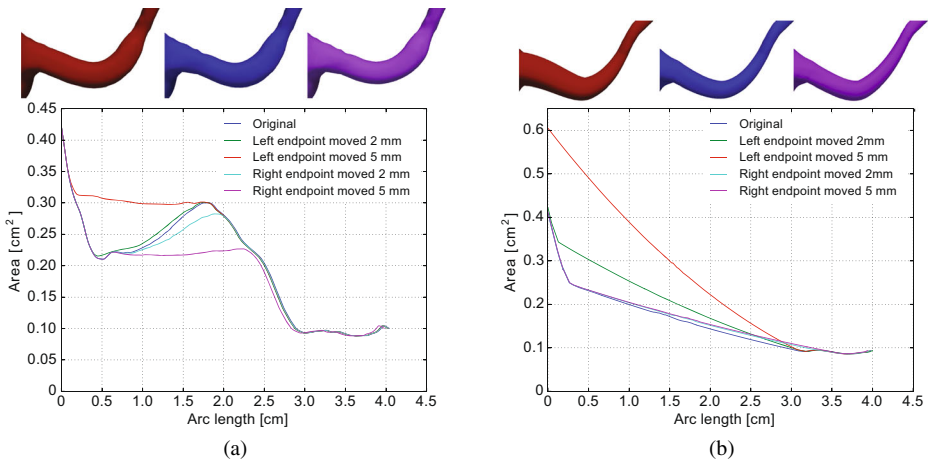 0.45
0.40
0.35
0.30
0.25
0.20
0.15
0.10
0.05
0
Area [cm2]
Original
Left endpoint moved 2 mm
Left endpoint moved 5 mm
Right endpoint moved 2 mm
Right endpoint moved 5 mm
0 0.5 1.0 1.5 2.0 2.5 3.0 3.5 4.0 4.5
Arc length [cm]
(a)
0.6
0.5
0.4
0.3
0.2
0.1
0
Area [cm2]
Original
Left endpoint moved 2mm
Left endpoint moved 5 mm
Right endpoint moved 2mm
Right endpoint moved 5 mm
0 0.5 1.0 1.5 2.0 2.5 3.0 3.5 4.0 4.5
Arc length [cm]
(b)